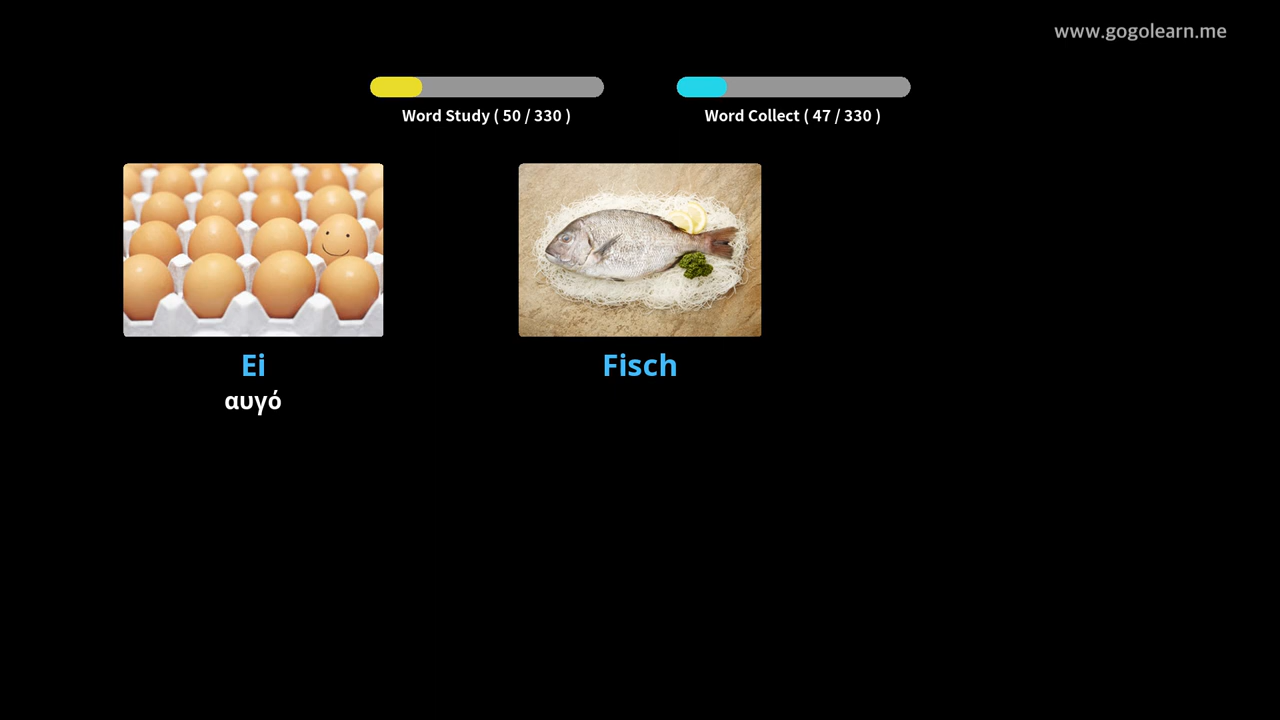 www.gogolearn.me
Word Study ( 50 / 330 )
Word Collect ( 47 / 330 )
Ei
αυγό
Fisch